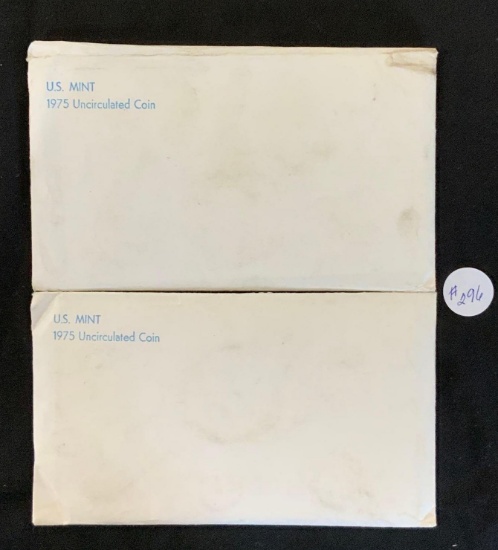 U.S. MINT
1975 Uncirculated Coin
#296
U.S. MINT
1975 Uncirculated Coin